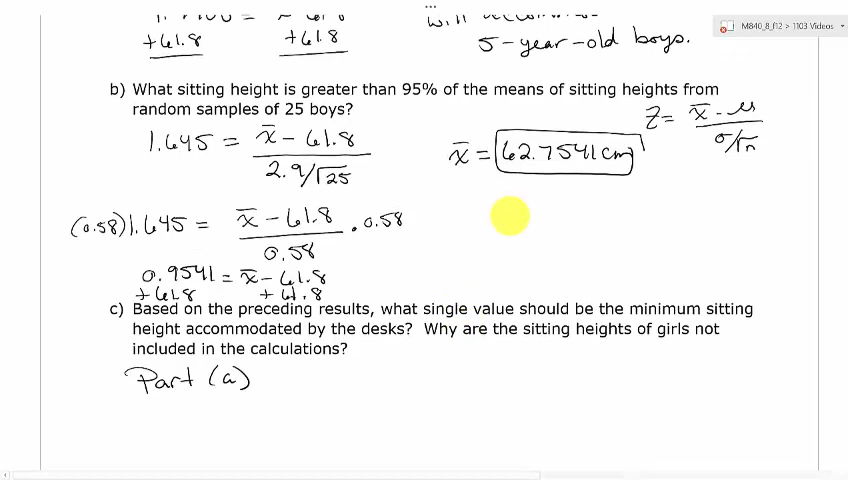 M840_8_f12 > 1103 Videos
+61.8 +61.8
5-year-old boys.
b) What sitting height is greater than 95% of the means of sitting heights from
random samples of 25 boys?
1.645 = x̄ - 61.8 / 2.9/√25
x̄ = 62.7541 cm
Z = x̄ - μ / σ/√n
(0.58)1.645 = x̄ - 61.8 / 0.58 . 0.58
0.9541 = x̄ - 61.8
+61.8 +61.8
c) Based on the preceding results, what single value should be the minimum sitting
height accommodated by the desks? Why are the sitting heights of girls not
included in the calculations?
Part (a)